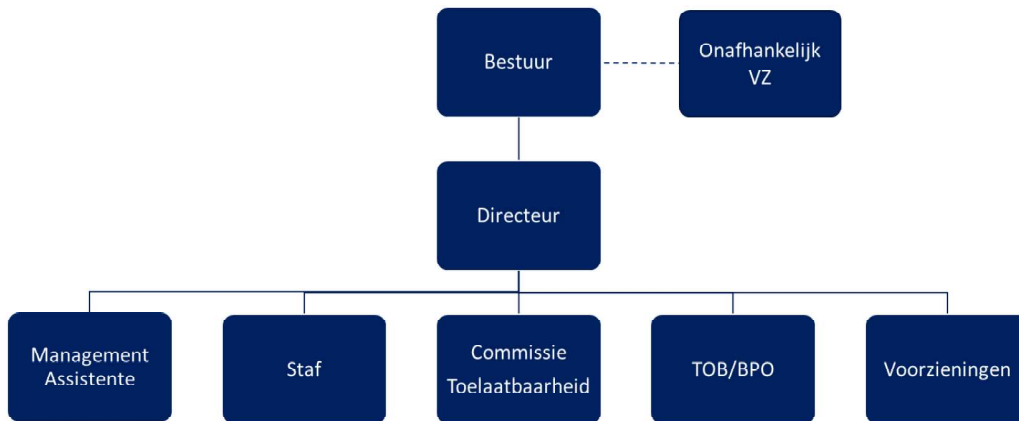 Bestuur
Onafhankelijk
VZ
Directeur
Management
Assistente
Staf
Commissie
Toelaatbaarheid
TOB/BPO
Voorzieningen